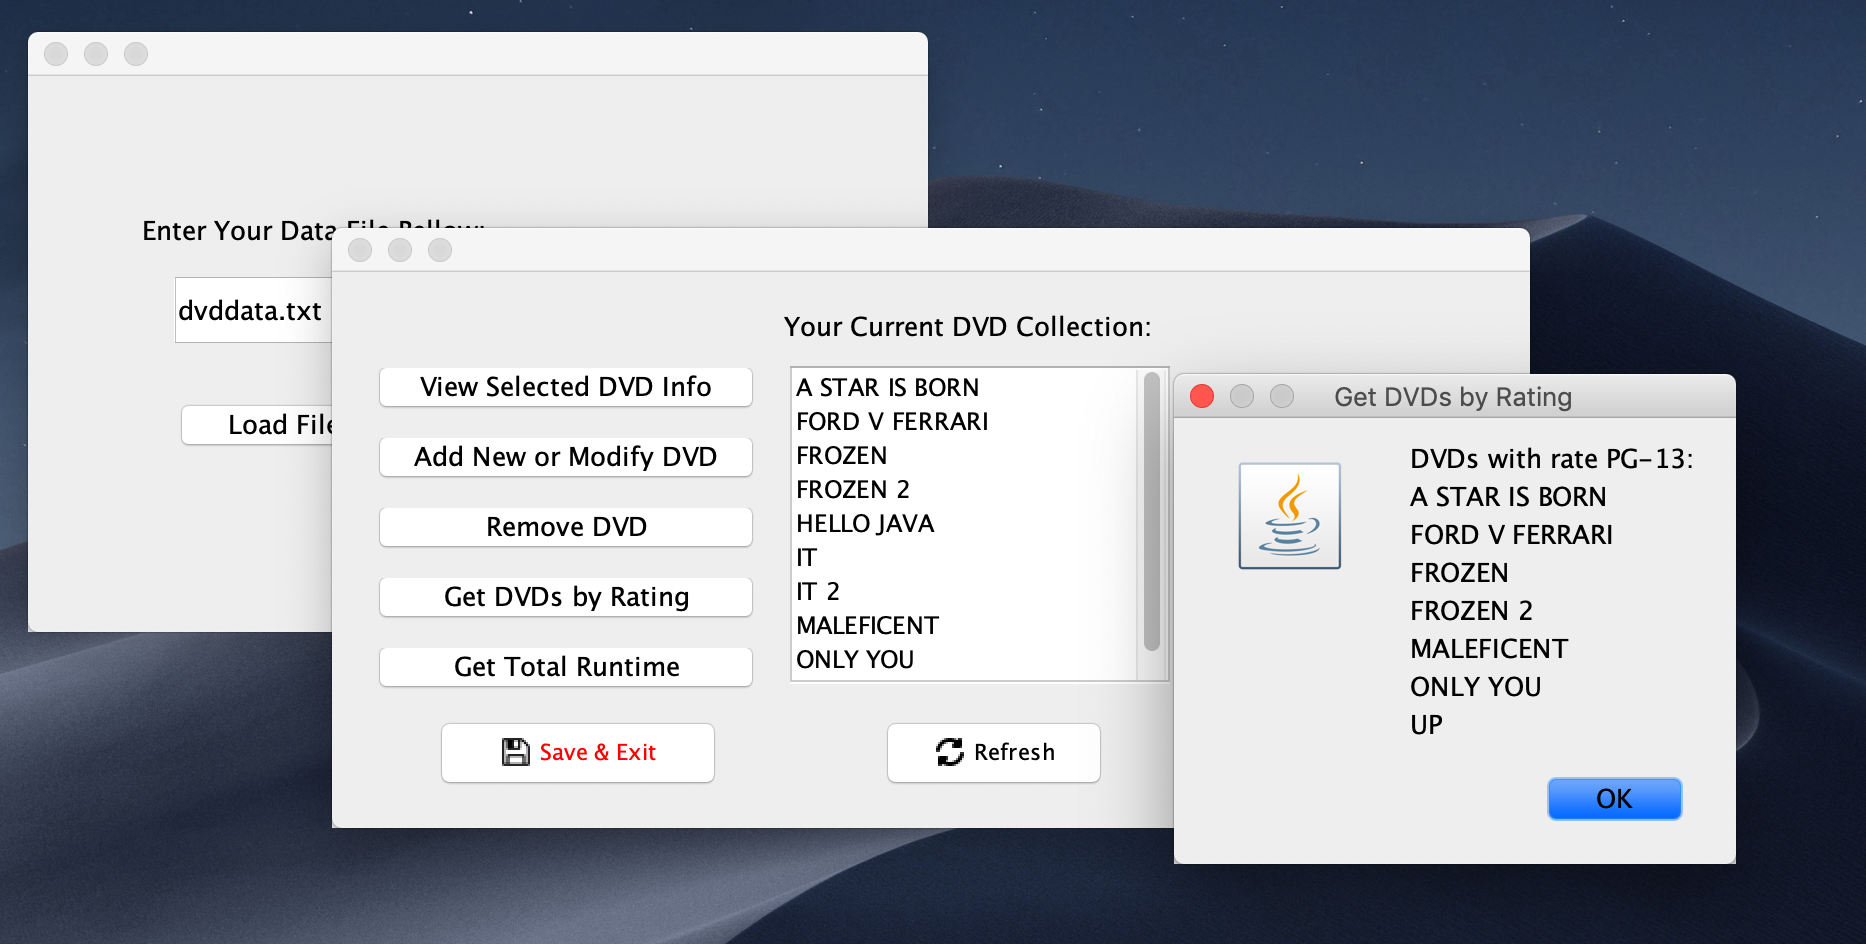 Enter Your Data File Bellow:
dvddata.txt
Load File
Your Current DVD Collection:
View Selected DVD Info
Add New or Modify DVD
Remove DVD
Get DVDs by Rating
Get Total Runtime
Save & Exit
A STAR IS BORN
FORD V FERRARI
FROZEN
FROZEN 2
HELLO JAVA
IT
IT 2
MALEFICENT
ONLY YOU
Refresh
Get DVDs by Rating
DVDs with rate PG-13:
A STAR IS BORN
FORD V FERRARI
FROZEN
FROZEN 2
MALEFICENT
ONLY YOU
UP
OK